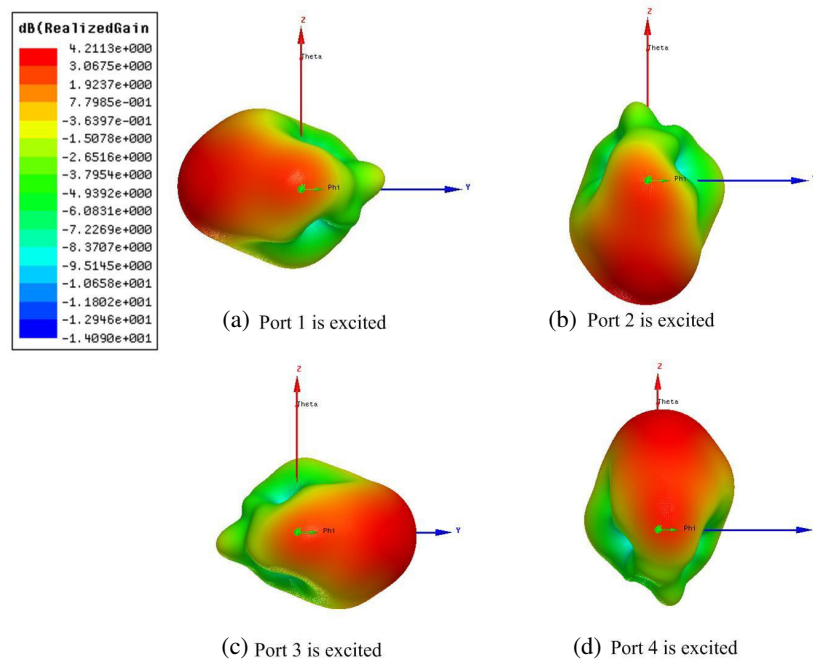 dB(RealizedGain
4.2113e+000
3.0675e+000
1.9237e+000
7.7985e-001
-3.6397e-001
-1.5078e+000
-2.6516e+000
-3.7954e+000
-4.9392e+000
-6.0831e+000
-7.2269e+000
-8.3707e+000
-9.5145e+000
-1.0658e+001
-1.1802e+001
-1.2946e+001
-1.4090e+001
Z
Theta
Phi
Y
(a) Port 1 is excited
Z
Theta
Phi
(b) Port 2 is excited
Z
Theta
Phi
Y
(c) Port 3 is excited
Z
Theta
Phi
(d) Port 4 is excited